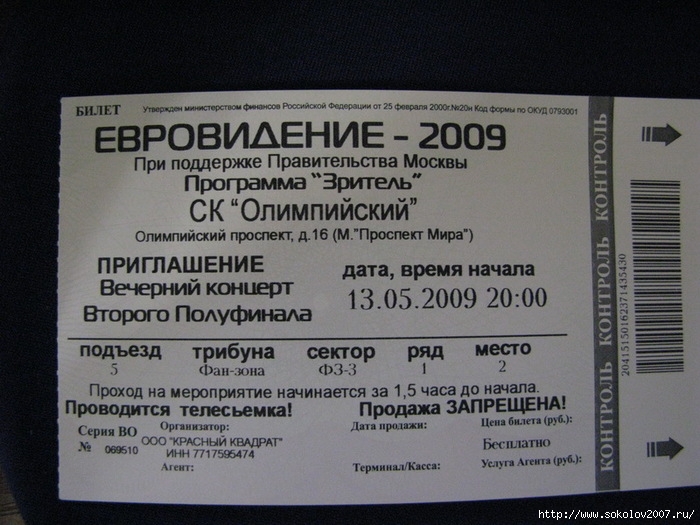 БИЛЕТ Утвержден министерством финансов Российской Федерации от 25 февраля 2000г.№20н Код формы по ОКУД 0793001
ЕВРОВИДЕНИЕ – 2009
При поддержке Правительства Москвы
Программа "Зритель"
СК "Олимпийский"
Олимпийский проспект, д.16 (М."Проспект Мира")
ПРИГЛАШЕНИЕ
Вечерний концерт
Второго Полуфинала
дата, время начала
13.05.2009 20:00
подъезд трибуна сектор ряд место
5 Фан-зона ФЗ-3 1 2
Проход на мероприятие начинается за 1,5 часа до начала.
Проводится телесьемка! Продажа ЗАПРЕЩЕНА!
Серия ВО
№ 069510
Организатор:
ООО "КРАСНЫЙ КВАДРАТ"
ИНН 7717595474
Агент:
Дата продажи:
Терминал/Касса:
Цена билета (руб.):
Бесплатно
Услуга Агента (руб.):
КОНТРОЛЬ КОНТРОЛЬ КОНТРОЛЬ КОНТРОЛЬ
20415150162371435430
http://www.sokolov2007.ru/